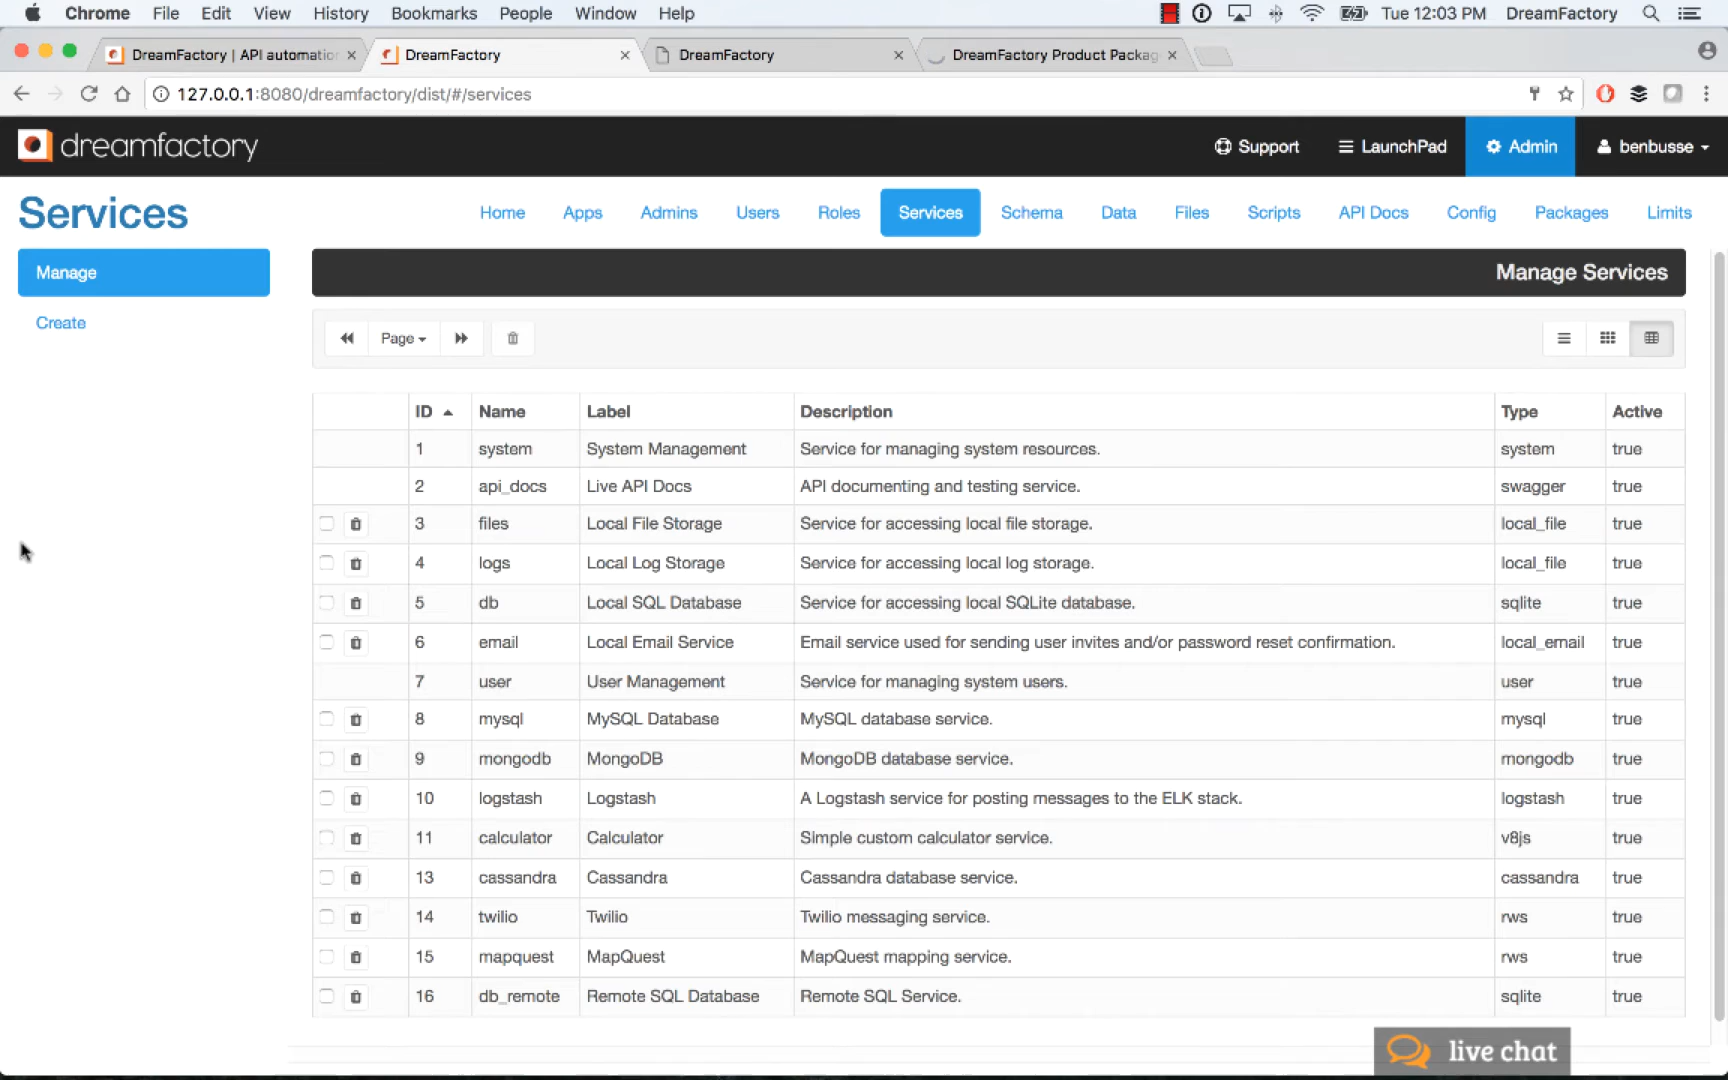 Chrome File Edit View History Bookmarks People Window Help Tue 12:03 PM DreamFactory
DreamFactory | API automation DreamFactory DreamFactory DreamFactory Product Packag
127.0.0.1:8080/dreamfactory/dist/#/services
dreamfactory Support LaunchPad Admin benbusse
Services Home Apps Admins Users Roles Services Schema Data Files Scripts API Docs Config Packages Limits
Manage Manage Services
Create
Page
ID Name Label Description Type Active
1 system System Management Service for managing system resources. system true
2 api_docs Live API Docs API documenting and testing service. swagger true
3 files Local File Storage Service for accessing local file storage. local_file true
4 logs Local Log Storage Service for accessing local log storage. local_file true
5 db Local SQL Database Service for accessing local SQLite database. sqlite true
6 email Local Email Service Email service used for sending user invites and/or password reset confirmation. local_email true
7 user User Management Service for managing system users. user true
8 mysql MySQL Database MySQL database service. mysql true
9 mongodb MongoDB MongoDB database service. mongodb true
10 logstash Logstash A Logstash service for posting messages to the ELK stack. logstash true
11 calculator Calculator Simple custom calculator service. v8js true
13 cassandra Cassandra Cassandra database service. cassandra true
14 twilio Twilio Twilio messaging service. rws true
15 mapquest MapQuest MapQuest mapping service. rws true
16 db_remote Remote SQL Database Remote SQL Service. sqlite true
live chat